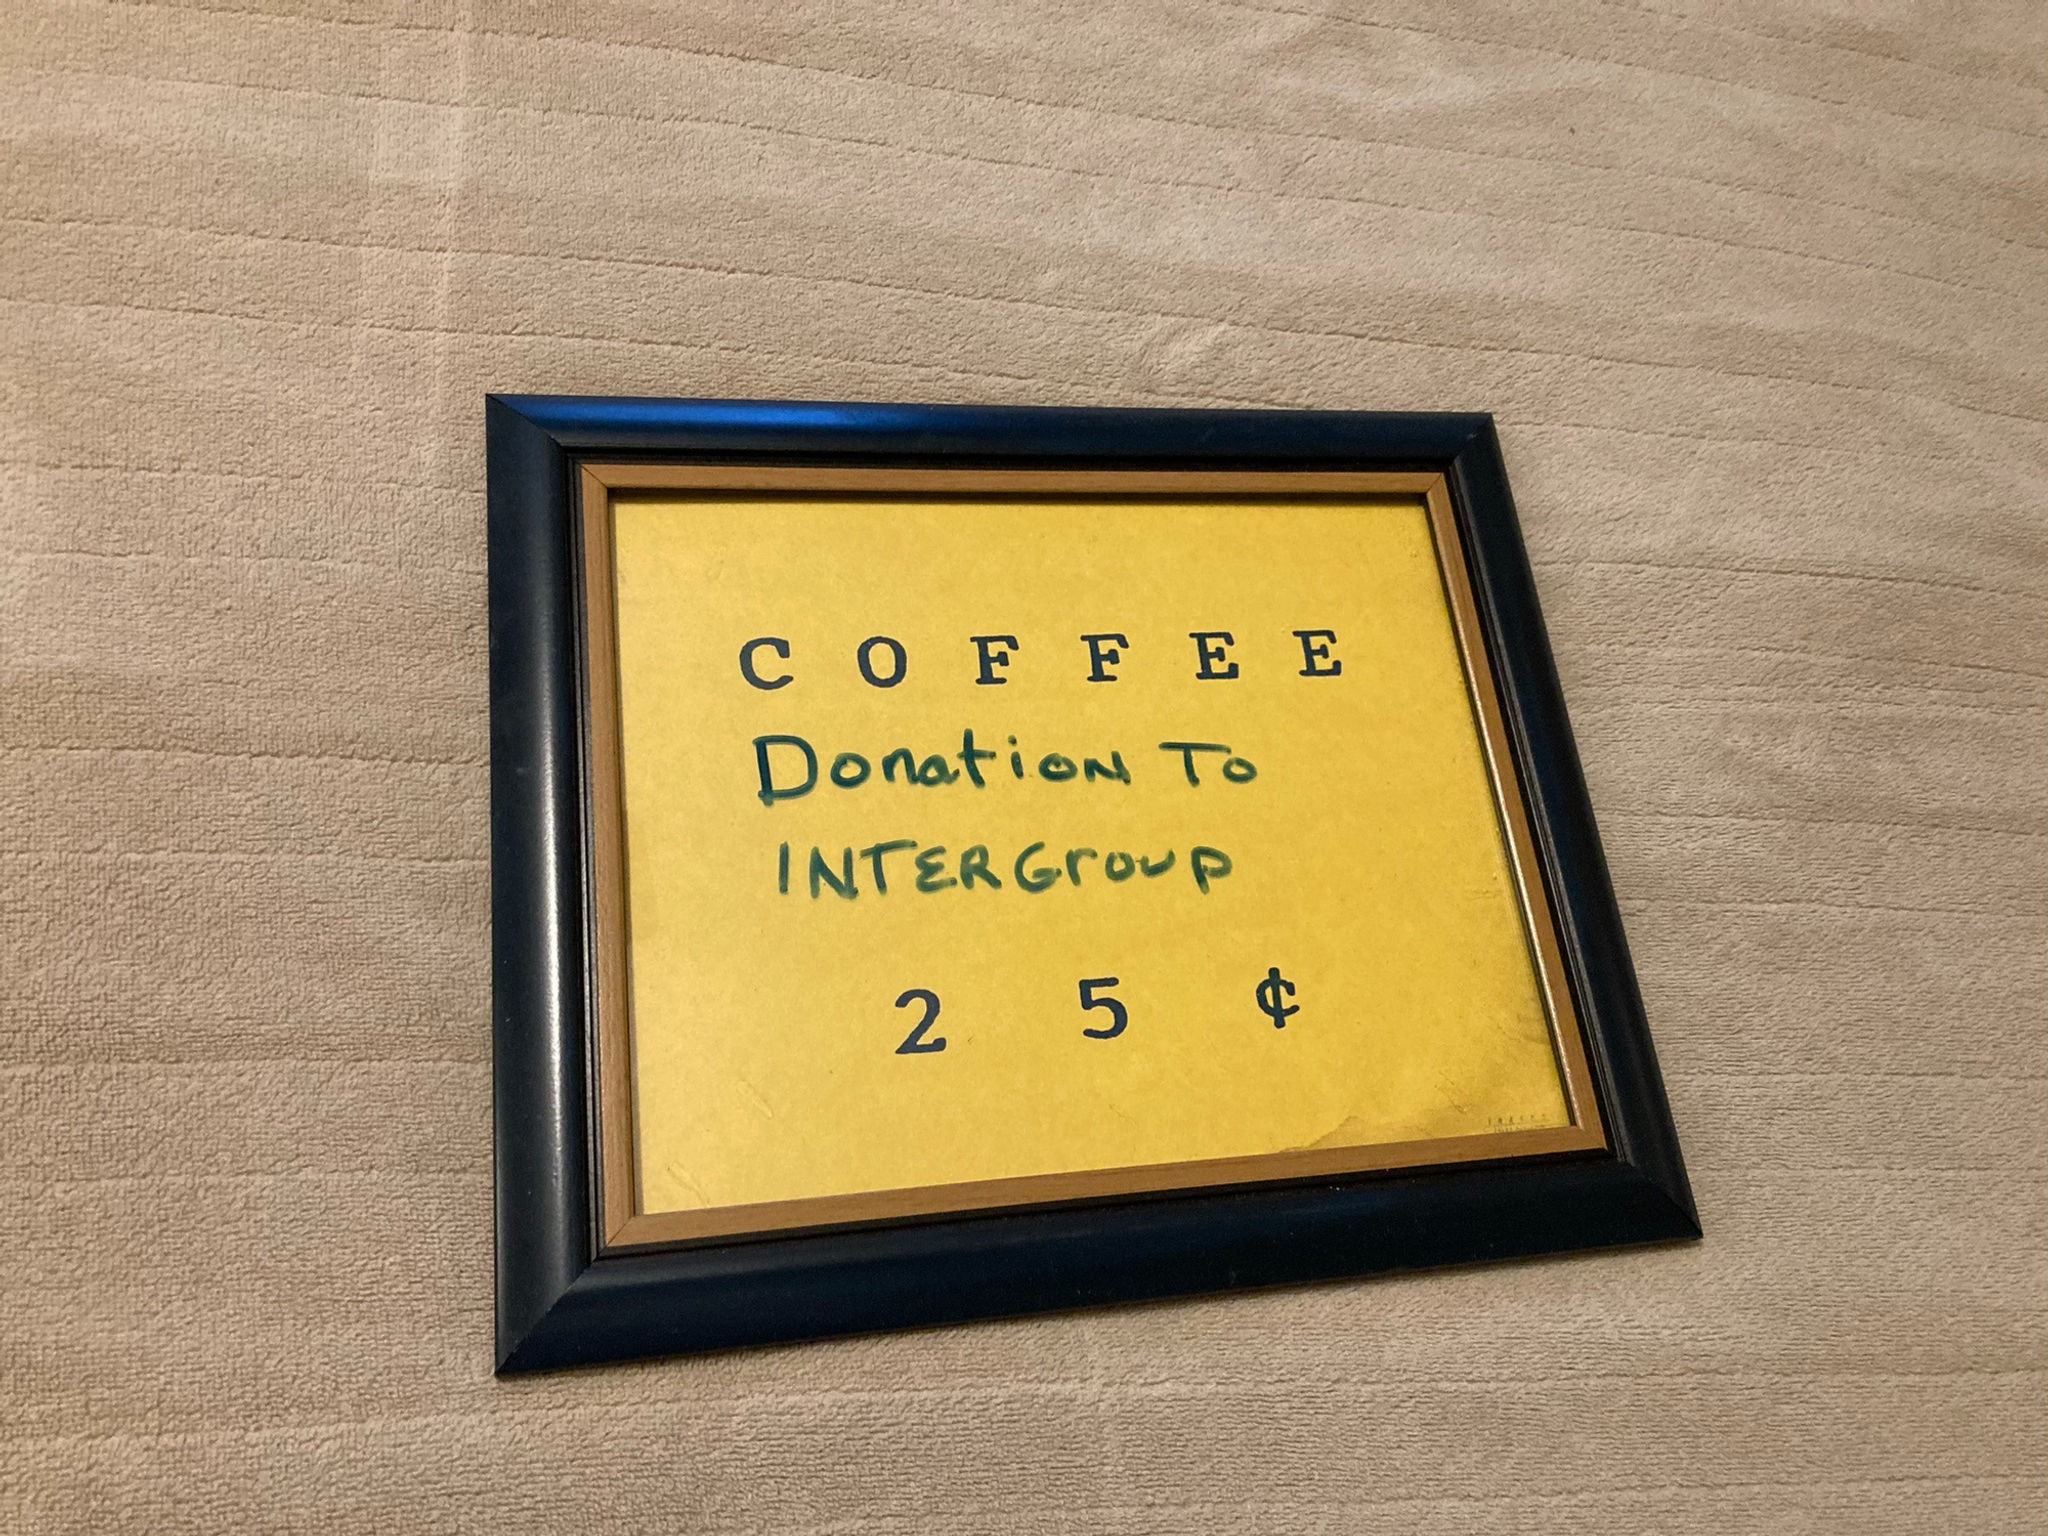 COFFEE
Donation To
INTERGroup
25¢